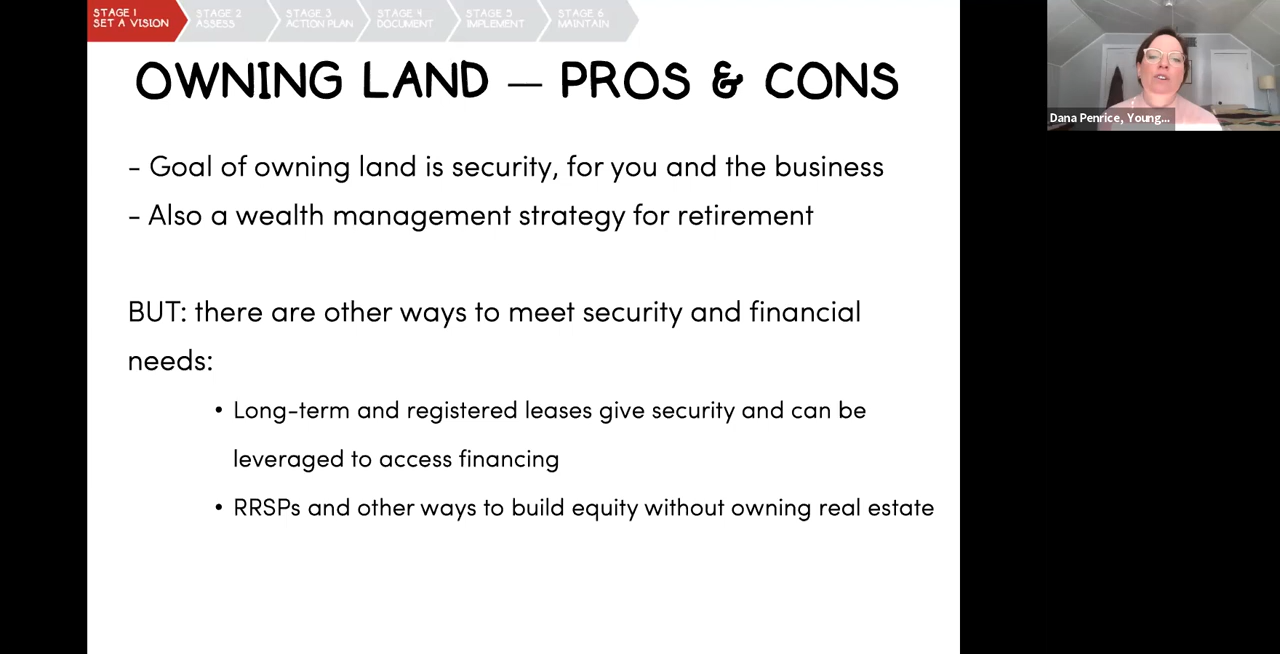 STAGE 1
SET A VISION
STAGE 2
ASSESS
STAGE 3
ACTION PLAN
STAGE 4
DOCUMENT
STAGE 5
IMPLEMENT
STAGE 6
MAINTAIN
OWNING LAND — PROS & CONS
- Goal of owning land is security, for you and the business
- Also a wealth management strategy for retirement
BUT: there are other ways to meet security and financial
needs:
• Long-term and registered leases give security and can be
leveraged to access financing
• RRSPs and other ways to build equity without owning real estate
Dana Penrice, Young...